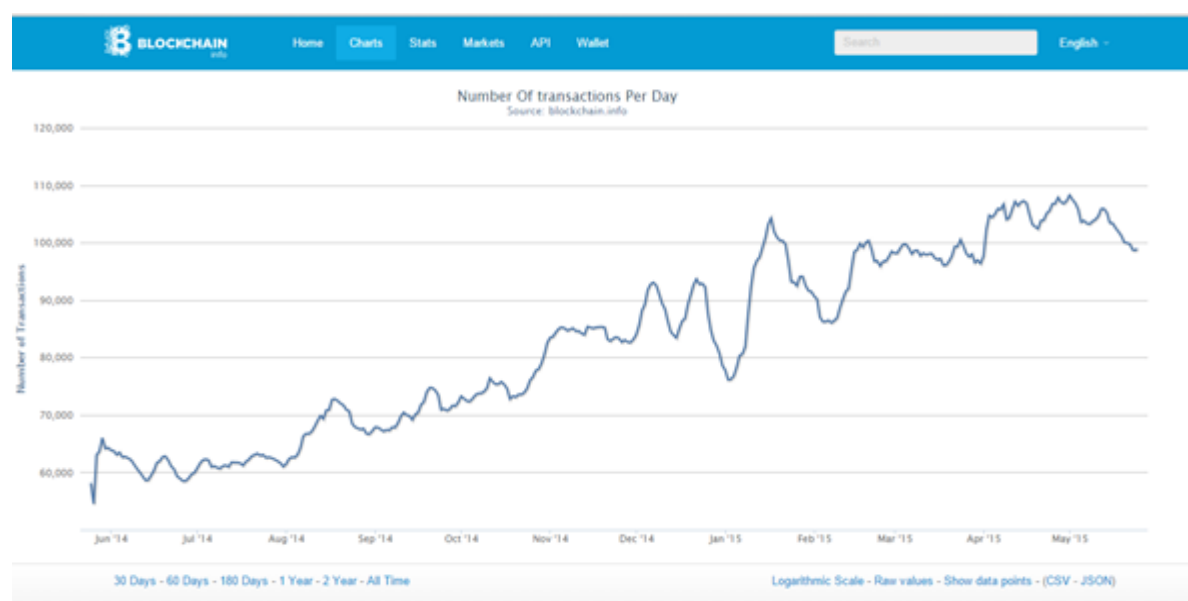 BLOCKCHAIN
info
Home Charts Stats Markets API Wallet
Search
English
Number Of transactions Per Day
Source: blockchain.info
120,000
110,000
100,000
90,000
80,000
70,000
60,000
Number of Transactions
Jun '14 Jul '14 Aug '14 Sep '14 Oct '14 Nov '14 Dec '14 Jan '15 Feb '15 Mar '15 Apr '15 May '15
30 Days - 60 Days - 180 Days - 1 Year - 2 Year - All Time
Logarithmic Scale - Raw values - Show data points - (CSV - JSON)